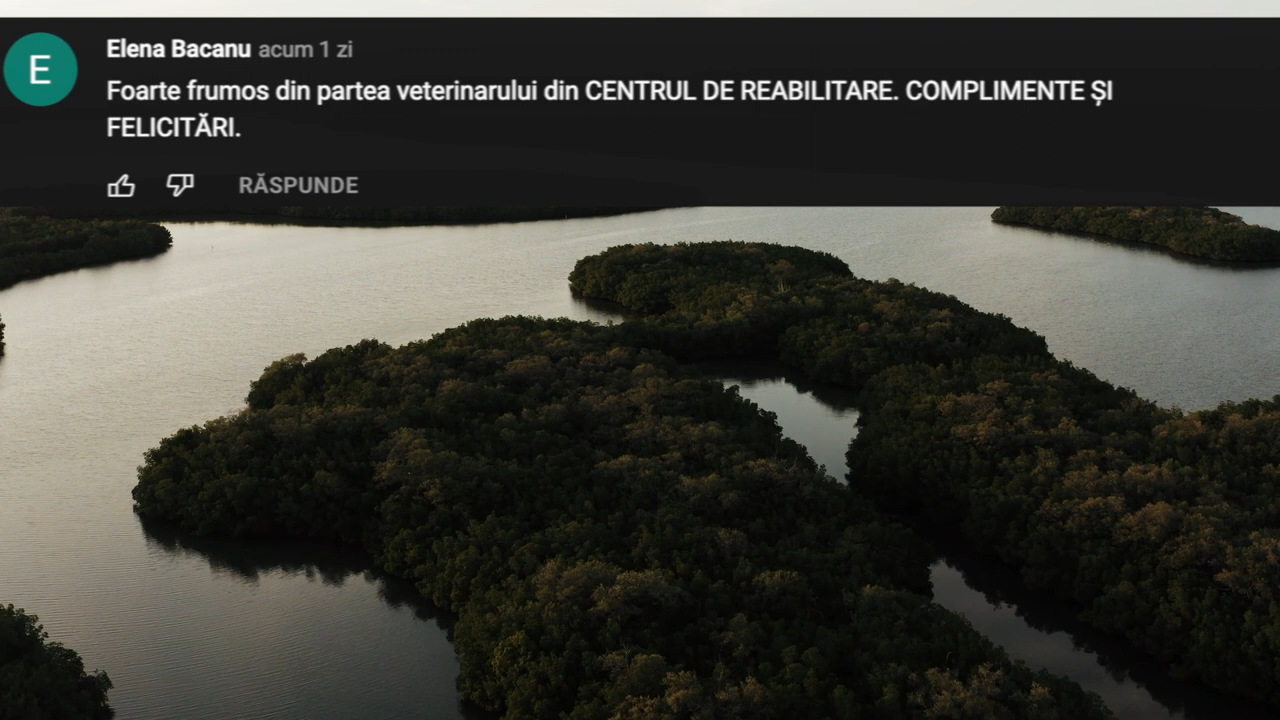 E
Elena Bacanu acum 1 zi
Foarte frumos din partea veterinarului din CENTRUL DE REABILITARE. COMPLIMENTE ȘI
FELICITĂRI.
RĂSPUNDE